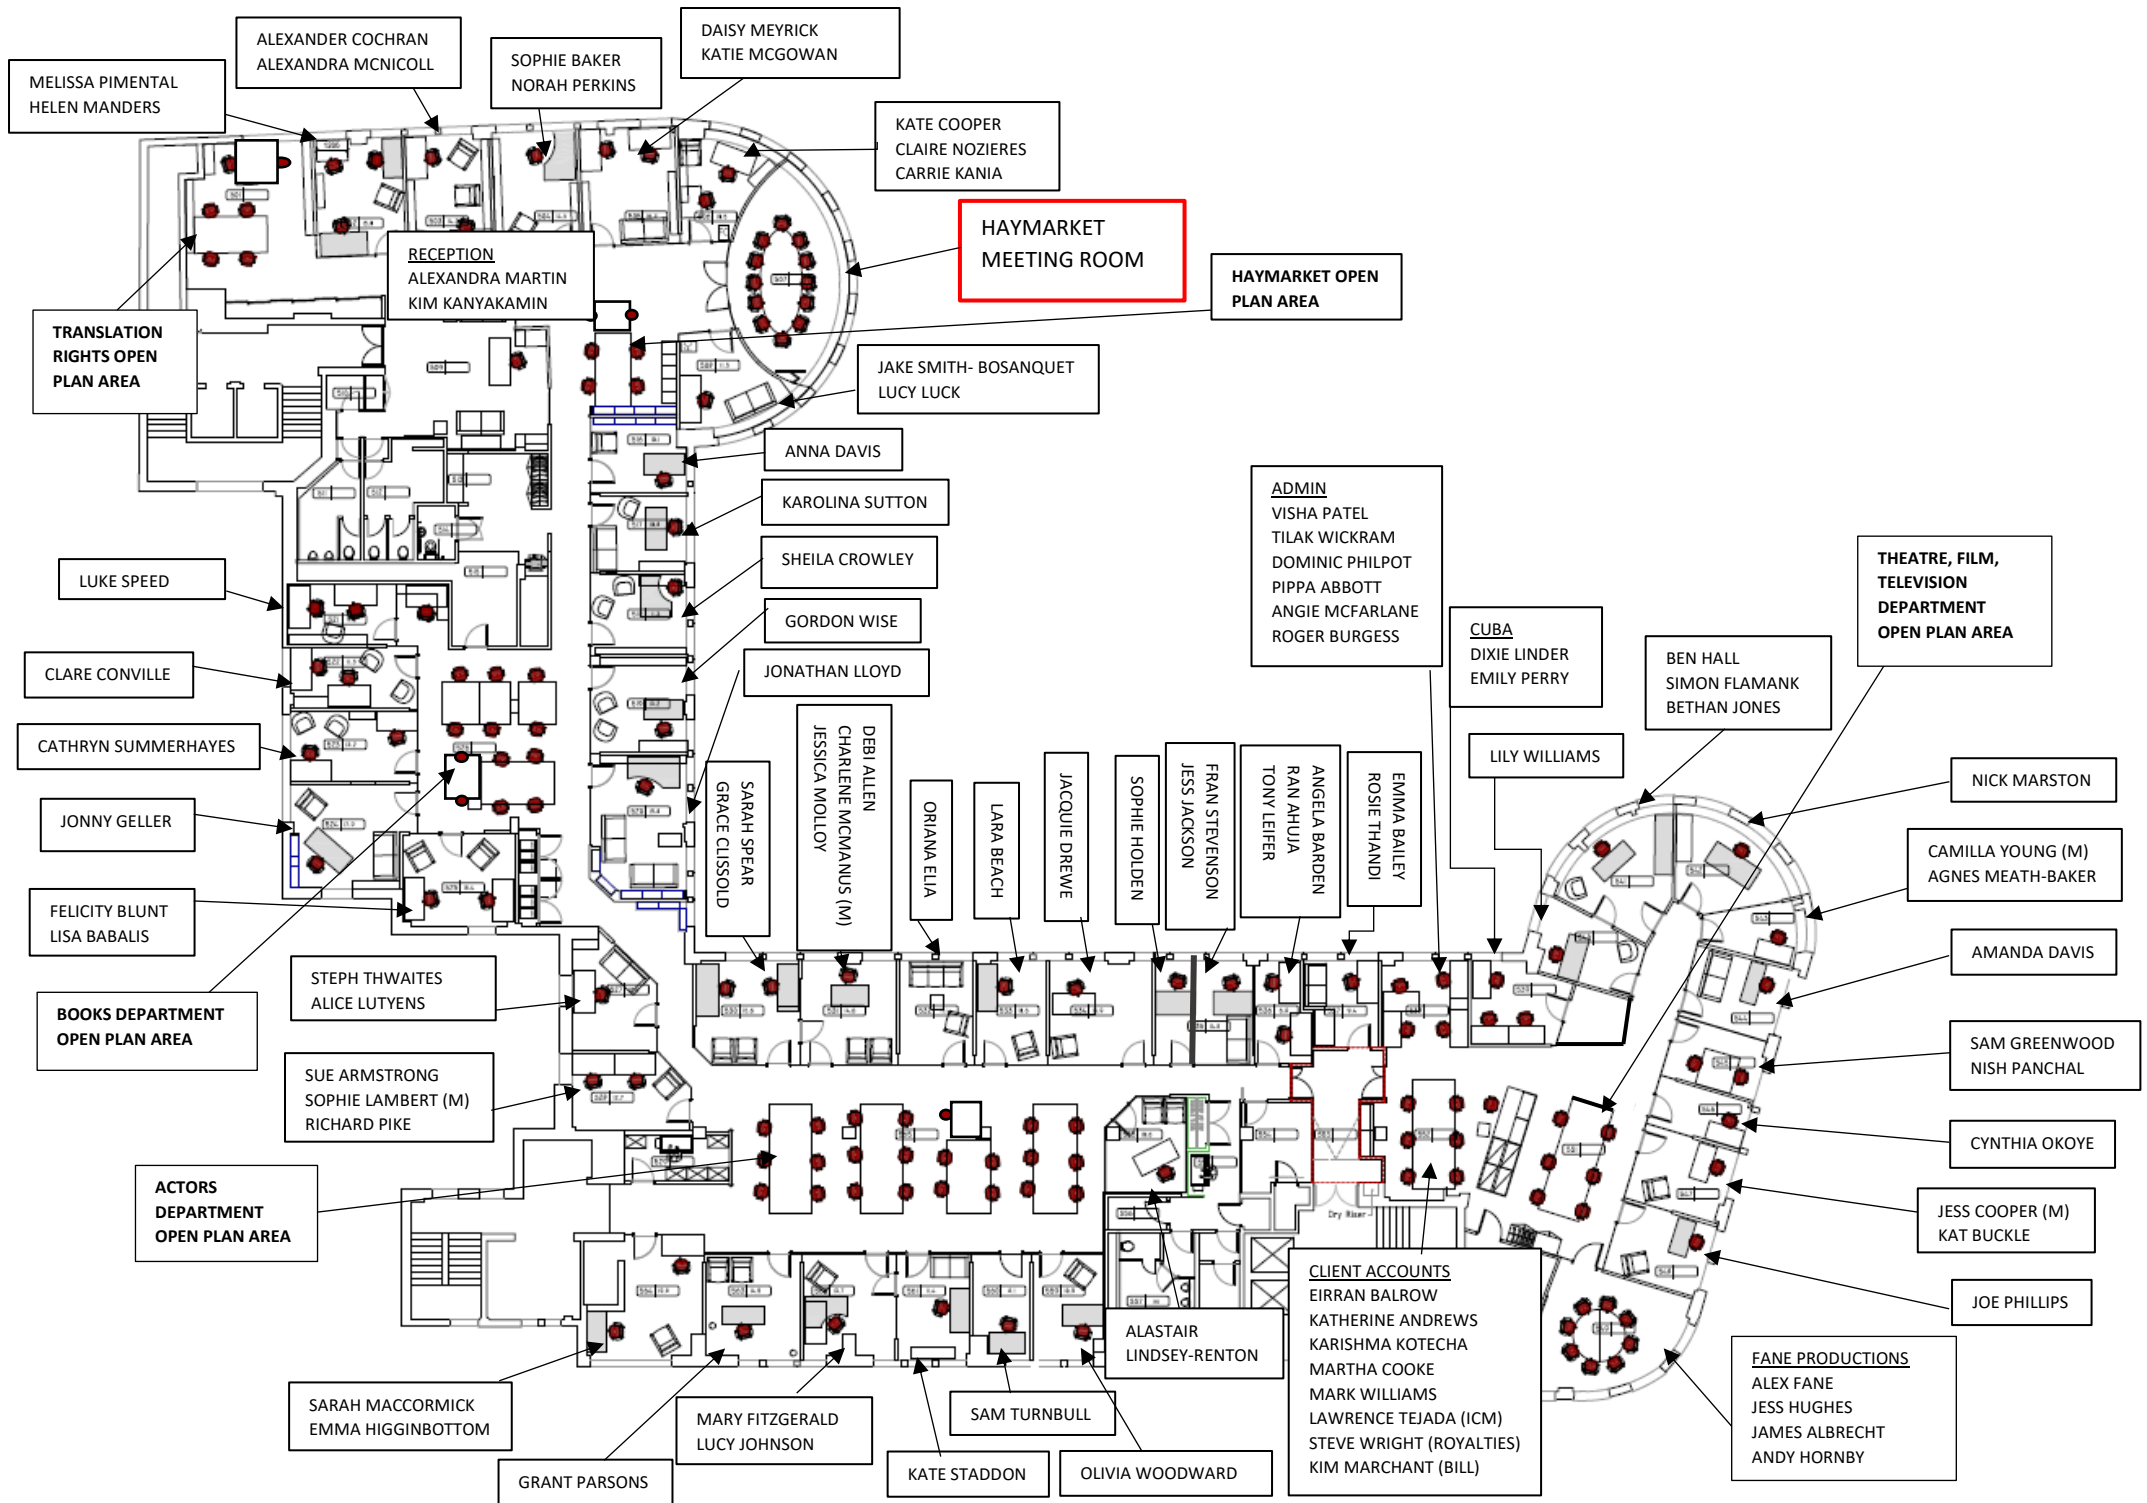 ALEXANDER COCHRAN
ALEXANDRA MCNICOLL
DAISY MEYRICK
KATIE MCGOWAN
SOPHIE BAKER
NORAH PERKINS
MELISSA PIMENTAL
HELEN MANDERS
KATE COOPER
CLAIRE NOZIERES
CARRIE KANIA
HAYMARKET
MEETING ROOM
RECEPTION
ALEXANDRA MARTIN
KIM KANYAKAMIN
HAYMARKET OPEN
PLAN AREA
TRANSLATION
RIGHTS OPEN
PLAN AREA
JAKE SMITH- BOSANQUET
LUCY LUCK
ANNA DAVIS
KAROLINA SUTTON
SHEILA CROWLEY
GORDON WISE
JONATHAN LLOYD
ADMIN
VISHA PATEL
TILAK WICKRAM
DOMINIC PHILPOT
PIPPA ABBOTT
ANGIE MCFARLANE
ROGER BURGESS
THEATRE, FILM,
TELEVISION
DEPARTMENT
OPEN PLAN AREA
LUKE SPEED
CLARE CONVILLE
CATHRYN SUMMERHAYES
JONNY GELLER
FELICITY BLUNT
LISA BABALIS
CUBA
DIXIE LINDER
EMILY PERRY
BEN HALL
SIMON FLAMANK
BETHAN JONES
LILY WILLIAMS
NICK MARSTON
CAMILLA YOUNG (M)
AGNES MEATH-BAKER
AMANDA DAVIS
SAM GREENWOOD
NISH PANCHAL
CYNTHIA OKOYE
JESS COOPER (M)
KAT BUCKLE
JOE PHILLIPS
SARAH SPEAR
GRACE CLISSOLD
DEBI ALLEN
CHARLENE MCMANUS (M)
JESSICA MOLLOY
ORIANA ELIA
LARA BEACH
JACQUIE DREWE
SOPHIE HOLDEN
FRAN STEVENSON
JESS JACKSON
ANGELA BARDEN
RAN AHUJA
TONY LEIFER
EMMA BAILEY
ROSIE THANDI
STEPH THWAITES
ALICE LUTYENS
BOOKS DEPARTMENT
OPEN PLAN AREA
SUE ARMSTRONG
SOPHIE LAMBERT (M)
RICHARD PIKE
ACTORS
DEPARTMENT
OPEN PLAN AREA
Dry Riser
SARAH MACCORMICK
EMMA HIGGINBOTTOM
GRANT PARSONS
MARY FITZGERALD
LUCY JOHNSON
KATE STADDON
SAM TURNBULL
OLIVIA WOODWARD
ALASTAIR
LINDSEY-RENTON
CLIENT ACCOUNTS
EIRRAN BALROW
KATHERINE ANDREWS
KARISHMA KOTECHA
MARTHA COOKE
MARK WILLIAMS
LAWRENCE TEJADA (ICM)
STEVE WRIGHT (ROYALTIES)
KIM MARCHANT (BILL)
FANE PRODUCTIONS
ALEX FANE
JESS HUGHES
JAMES ALBRECHT
ANDY HORNBY